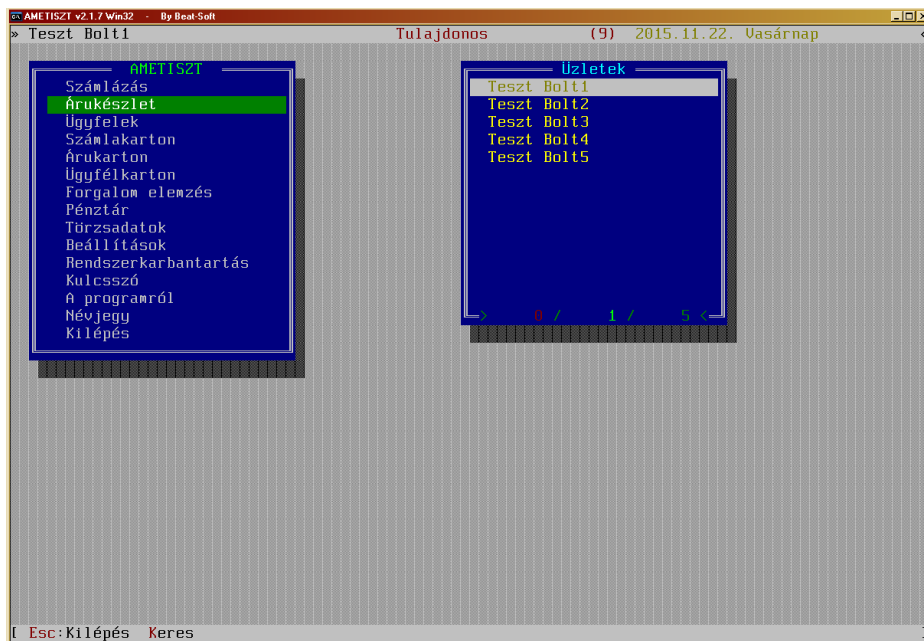 AMETISZT v2.1.7 Win32 - By Beat-Soft
» Teszt Bolt1 Tulajdonos (9) 2015.11.22. Vasárnap «
AMETISZT
Számlázás
Árukészlet
Ügyfelek
Számlakarton
Árukarton
Ügyfélkarton
Forgalom elemzés
Pénztár
Törzsadatok
Beállítások
Rendszerkarbantartás
Kulcsszó
A programról
Névjegy
Kilépés
Üzletek
Teszt Bolt1
Teszt Bolt2
Teszt Bolt3
Teszt Bolt4
Teszt Bolt5
> 0 / 1 / 5 <
[ Esc:Kilépés Keres